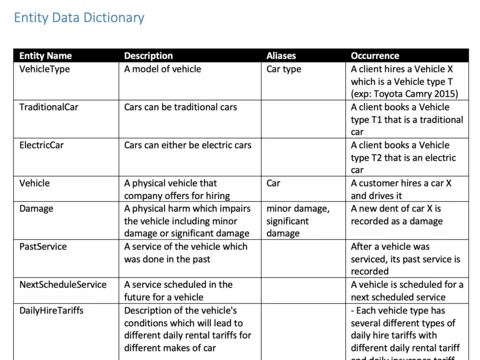 Entity Data Dictionary
Entity Name Description Aliases Occurrence
VehicleType A model of vehicle Car type A client hires a Vehicle X
which is a Vehicle type T
(exp: Toyota Camry 2015)
TraditionalCar Cars can be traditional cars A client books a Vehicle
type T1 that is a traditional
car
ElectricCar Cars can either be electric cars A client books a Vehicle
type T2 that is an electric
car
Vehicle A physical vehicle that Car A customer hires a car X
company offers for hiring and drives it
Damage A physical harm which impairs minor damage, A new dent of car X is
the vehicle including minor significant recorded as a damage
damage or significant damage damage
PastService A service of the vehicle which After a vehicle was
was done in the past serviced, its past service is
recorded
NextScheduleService A service scheduled in the A vehicle is scheduled for a
future for a vehicle next scheduled service
DailyHireTariffs Description of the vehicle's - Each vehicle type has
conditions which will lead to several different types of
different daily rental tariffs for daily hire tariffs with
different makes of car different daily rental tariff
and daily insurance tariff